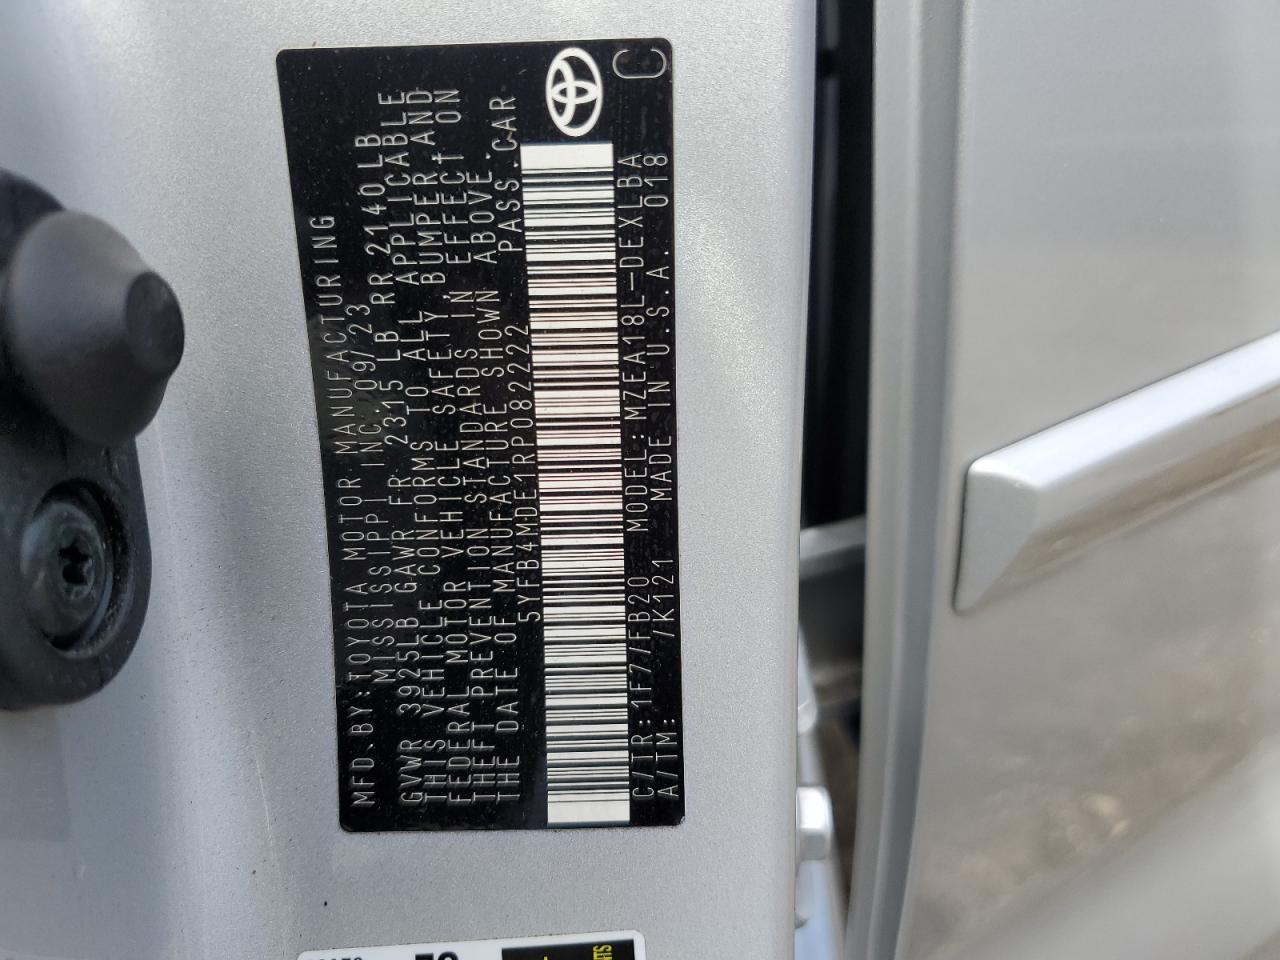 MFD.BY:TOYOTA MOTOR MANUFACTURING
MISSISSIPPI INC. 09/23
GVWR 3925LB GAWR FR 2315 LB RR 2140LB
THIS VEHICLE CONFORMS TO ALL APPLICABLE
FEDERAL MOTOR VEHICLE SAFETY, BUMPER AND
THEFT PREVENTION STANDARDS IN EFFECT ON
THE DATE OF MANUFACTURE SHOWN ABOVE.
5YFB4MDE1RP082222 PASS.CAR
C/TR:1F7/FB20 MODEL:MZEA18L-DEXLBA
A/TM: /K121 MADE IN U.S.A. 018
C